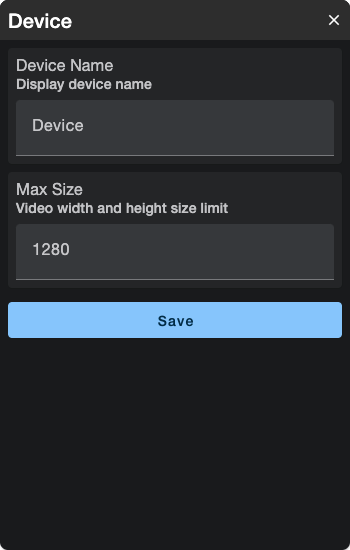 Device
Device Name
Display device name
Device
Max Size
Video width and height size limit
1280
Save